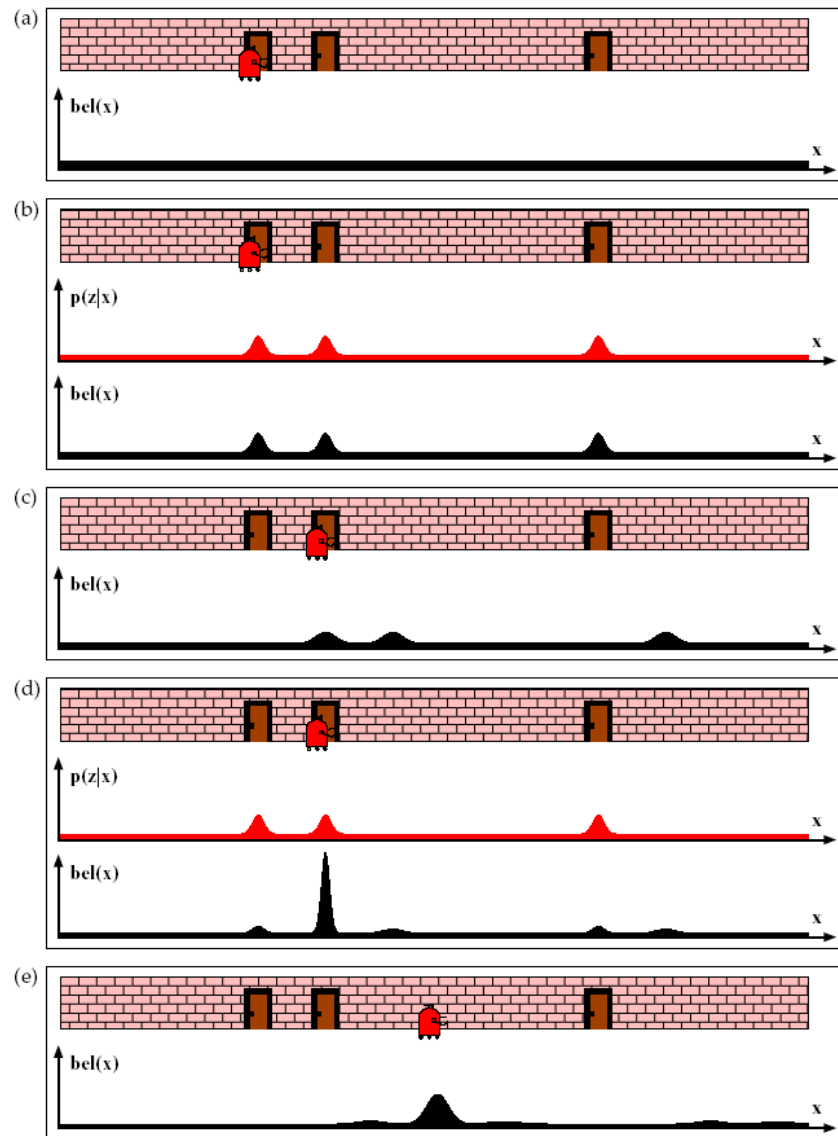 (a)
bel(x)
x
(b)
p(z|x)
x
bel(x)
x
(c)
bel(x)
x
(d)
p(z|x)
x
bel(x)
x
(e)
bel(x)
x